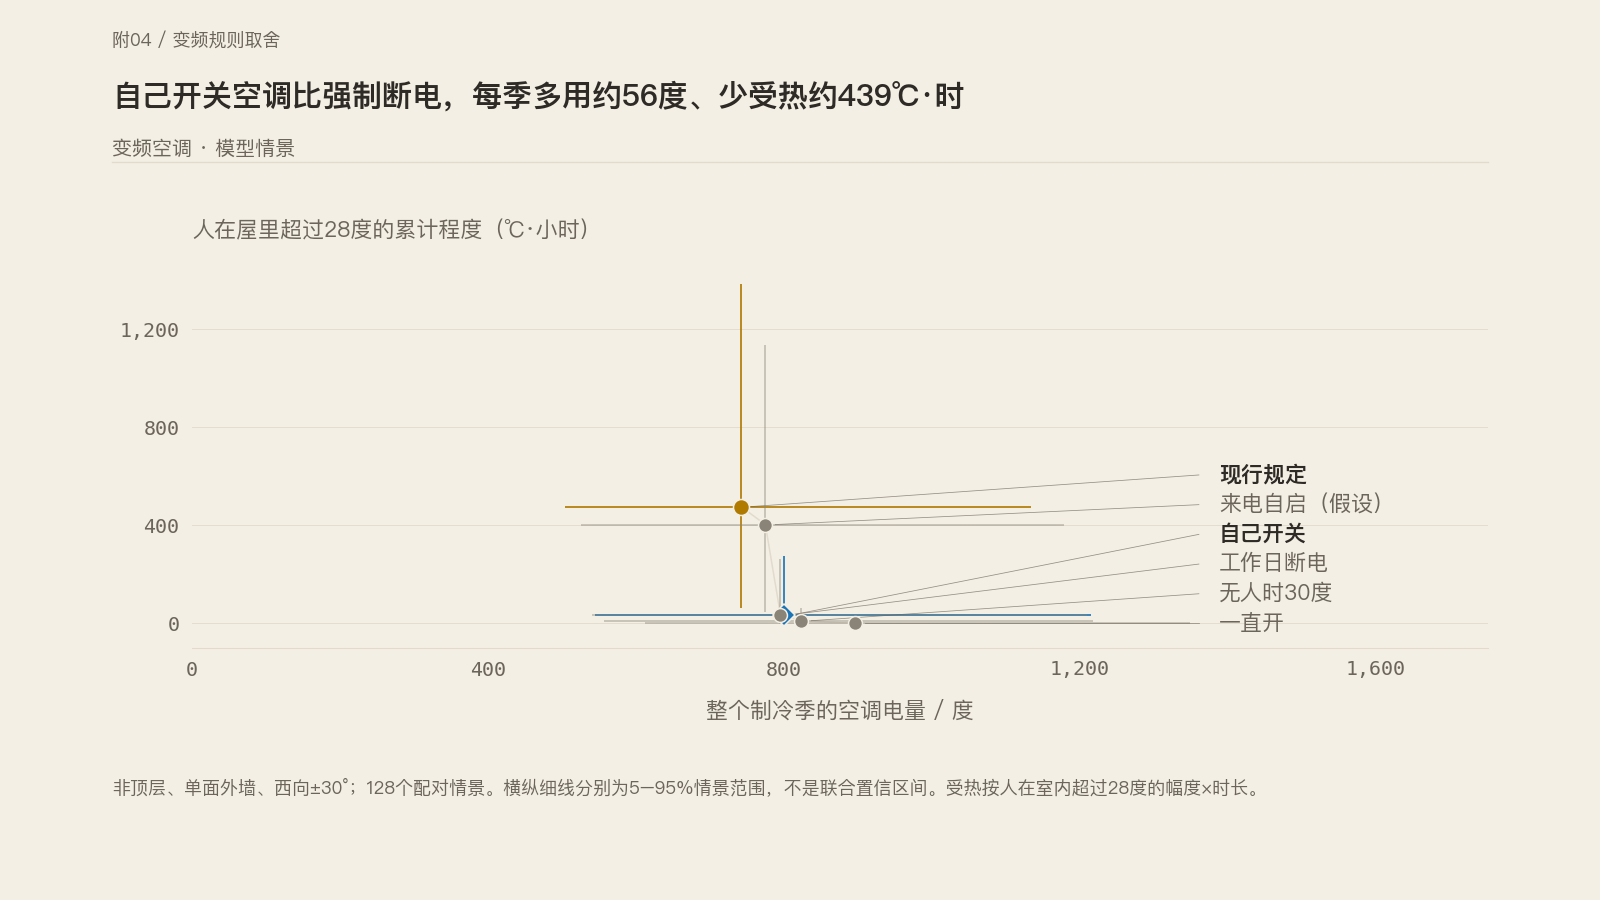 附04 / 变频规则取舍
自己开关空调比强制断电，每季多用约56度、少受热约439℃·时
变频空调 · 模型情景
人在屋里超过28度的累计程度（℃·小时）
1,200
800
400
0
现行规定
来电自启（假设）
自己开关
工作日断电
无人时30度
一直开
0 400 800 1,200 1,600
整个制冷季的空调电量 / 度
非顶层、单面外墙、西向±30°；128个配对情景。横纵细线分别为5—95%情景范围，不是联合置信区间。受热按人在室内超过28度的幅度×时长。